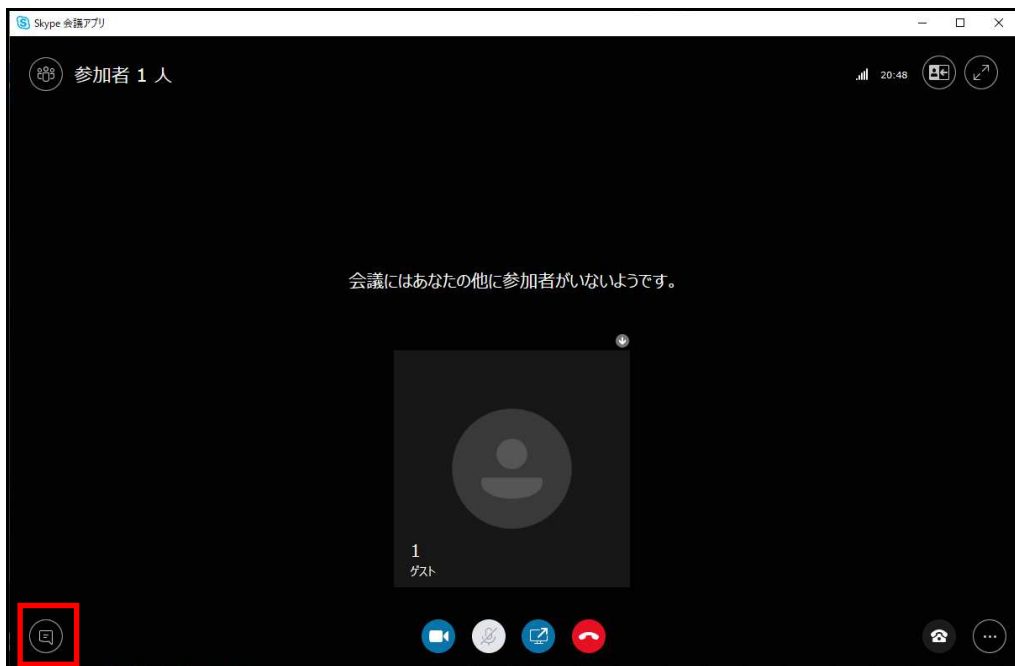 Skype 会議アプリ
参加者 1 人
20:48
会議にはあなたの他に参加者がいないようです。
1
ゲスト